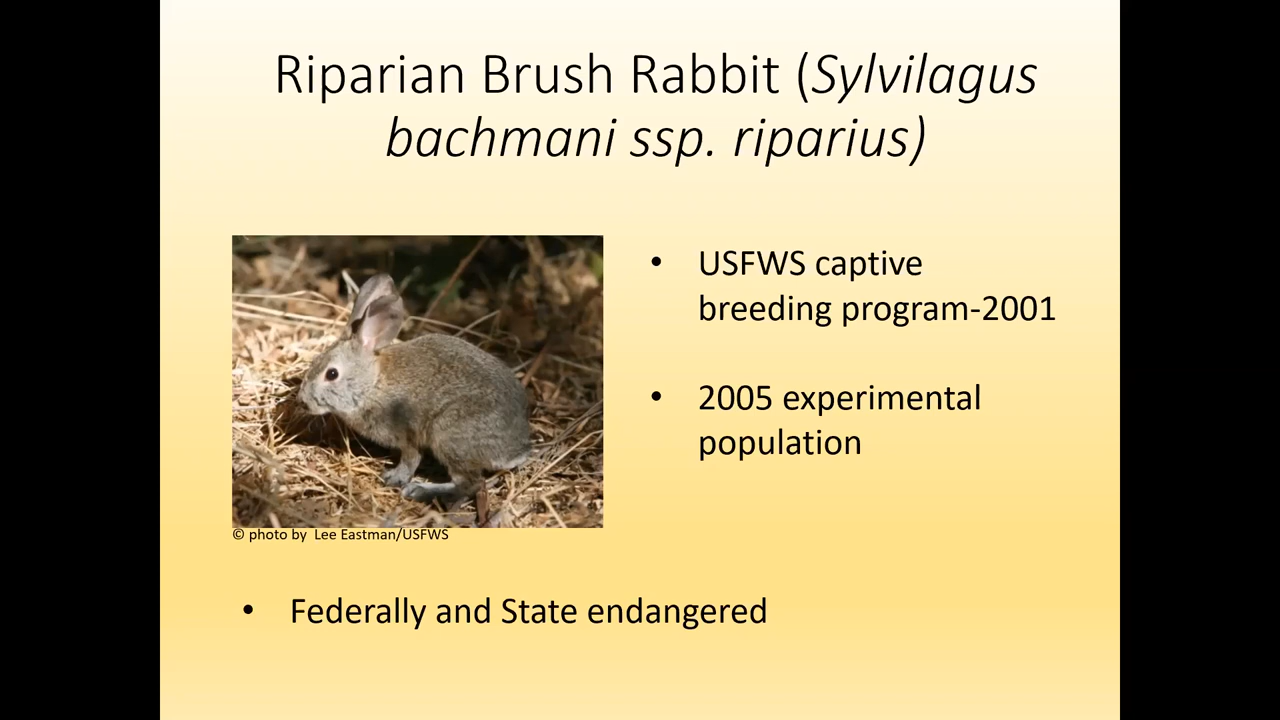 Riparian Brush Rabbit (Sylvilagus
bachmani ssp. riparius)
• USFWS captive
breeding program-2001
• 2005 experimental
population
© photo by Lee Eastman/USFWS
• Federally and State endangered